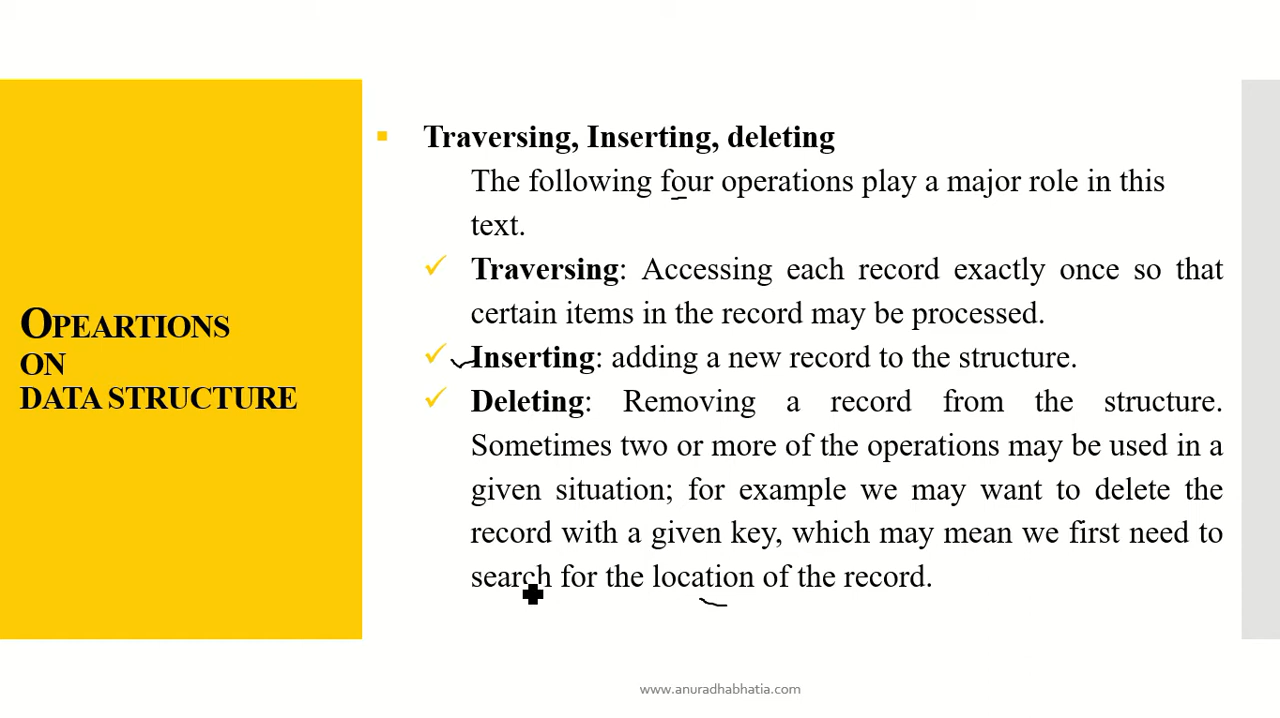 OPEARTIONS
ON
DATA STRUCTURE
Traversing, Inserting, deleting
The following four operations play a major role in this
text.
Traversing: Accessing each record exactly once so that
certain items in the record may be processed.
Inserting: adding a new record to the structure.
Deleting: Removing a record from the structure.
Sometimes two or more of the operations may be used in a
given situation; for example we may want to delete the
record with a given key, which may mean we first need to
search for the location of the record.
www.anuradhabhatia.com